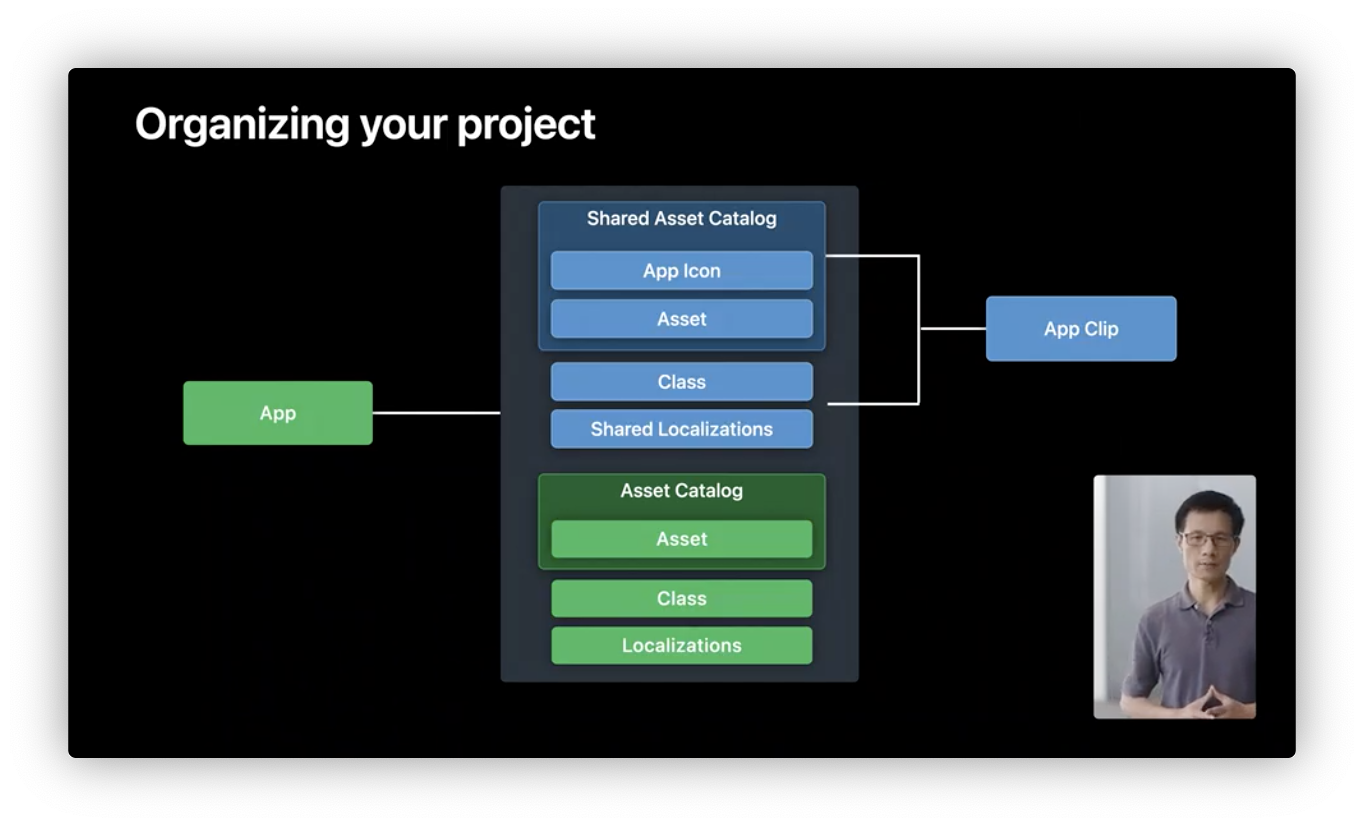 Organizing your project
Shared Asset Catalog
App Icon
Asset
Class
Shared Localizations
Asset Catalog
Asset
Class
Localizations
App
App Clip